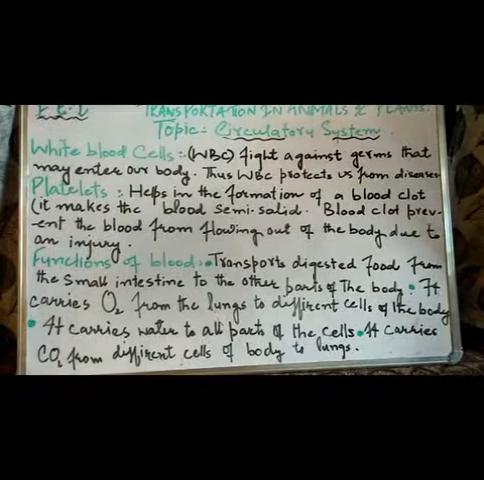 TRANSPORTATION IN ANIMALS & PLANTS.
Topic:- Circulatory System.
White blood Cells:- (WBC) fight against germs that
may enter our body. Thus WBC protects us from diseases
Platelets:- Helps in the formation of a blood clot
(it makes the blood semi-solid. Blood clot prev-
-ent the blood from flowing out of the body due to
an injury.
Functions of blood:- • Transports digested food from
the small intestine to the other parts of the body • It
carries O₂ from the lungs to diffirent cells of the body
• It carries water to all parts of the cells • It carries
CO₂ from diffirent cells of body to lungs.